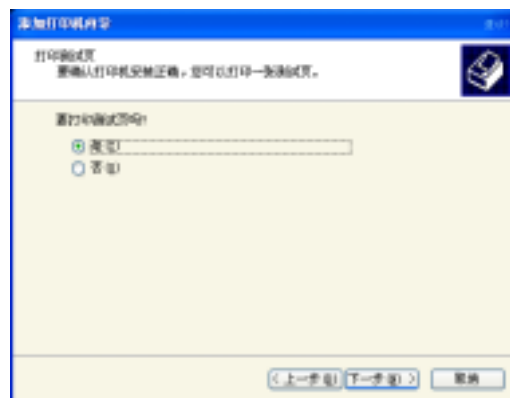 添加打印机向导
打印测试页
要确认打印机安装正确，您可以打印一张测试页。
要打印测试页吗?
是(Y)
否(O)
< 上一步(B)
下一步(N) >
取消